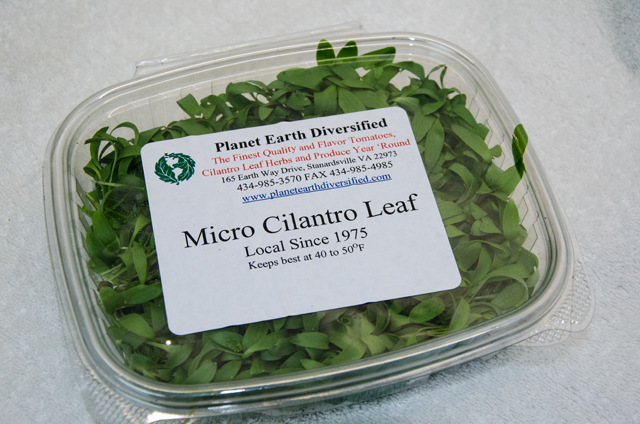 Planet Earth Diversified
The Finest Quality and Flavor Tomatoes,
Cilantro Leaf Herbs and Produce Year 'Round
165 Earth Way Drive, Stanardsville VA 22973
434-985-3570 FAX 434-985-4985
www.planetearthdiversified.com
Micro Cilantro Leaf
Local Since 1975
Keeps best at 40 to 50⁰F